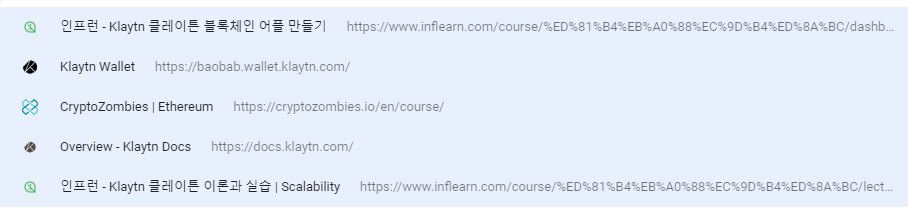 인프런 - Klaytn 클레이튼 블록체인 어플 만들기 https://www.inflearn.com/course/%ED%81%B4%EB%A0%88%EC%9D%B4%ED%8A%BC/dashb...
Klaytn Wallet https://baobab.wallet.klaytn.com/
CryptoZombies | Ethereum https://cryptozombies.io/en/course/
Overview - Klaytn Docs https://docs.klaytn.com/
인프런 - Klaytn 클레이튼 이론과 실습 | Scalability https://www.inflearn.com/course/%ED%81%B4%EB%A0%88%EC%9D%B4%ED%8A%BC/lect...